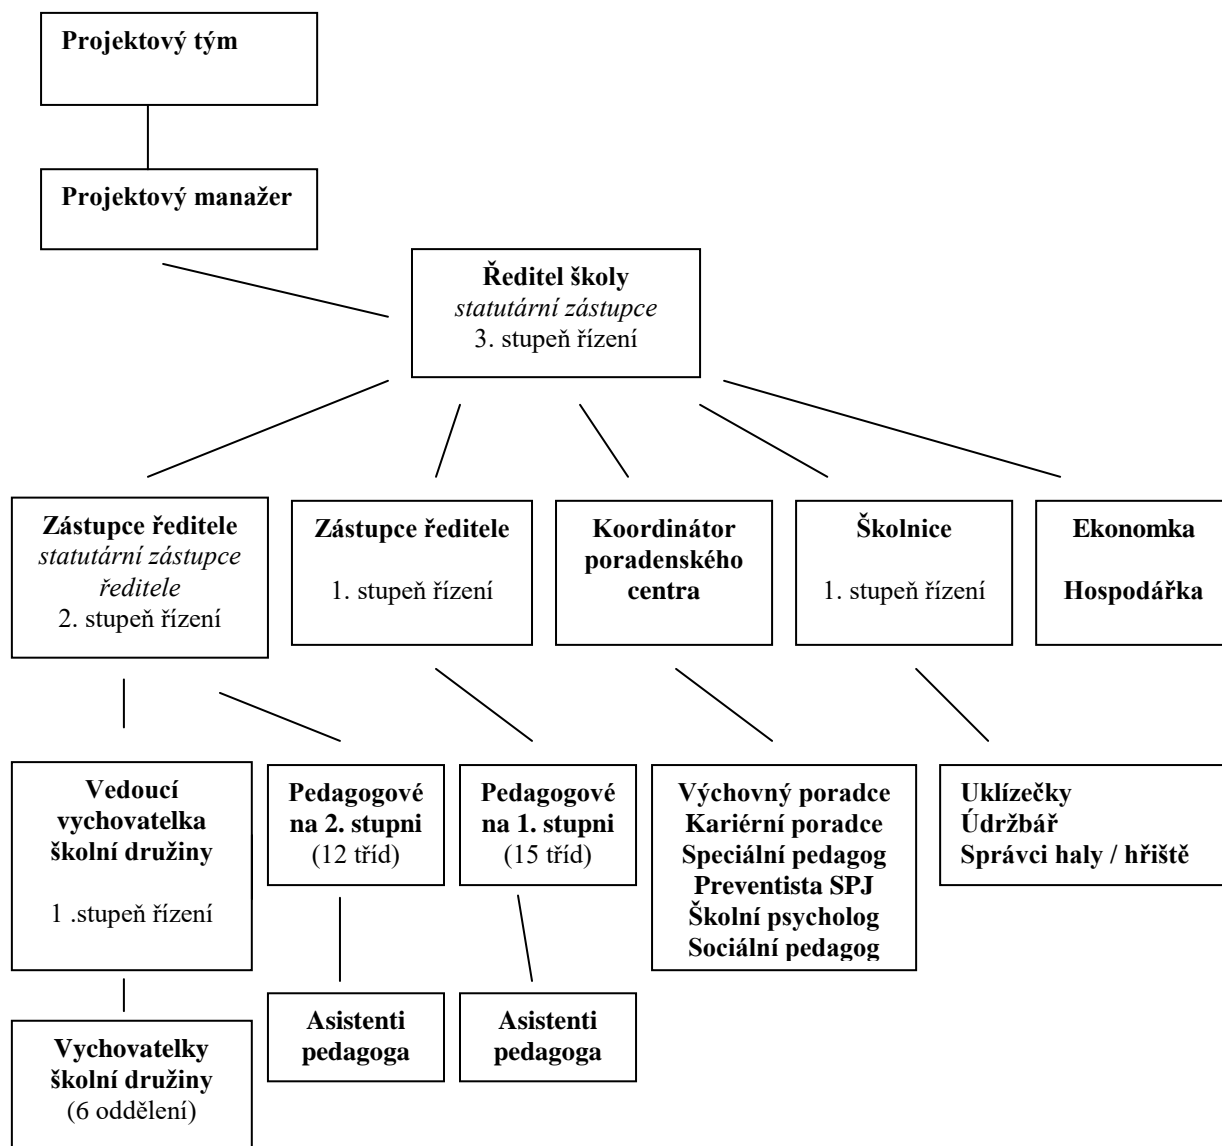 Projektový tým
Projektový manažer
Ředitel školy
statutární zástupce
3. stupeň řízení
Zástupce ředitele
statutární zástupce
ředitele
2. stupeň řízení
Zástupce ředitele
1. stupeň řízení
Koordinátor
poradenského
centra
Školnice
1. stupeň řízení
Ekonomka
Hospodářka
Vedoucí
vychovatelka
školní družiny
1 .stupeň řízení
Pedagogové
na 2. stupni
(12 tříd)
Pedagogové
na 1. stupni
(15 tříd)
Výchovný poradce
Kariérní poradce
Speciální pedagog
Preventista SPJ
Školní psycholog
Sociální pedagog
Uklízečky
Údržbář
Správci haly / hřiště
Asistenti
pedagoga
Asistenti
pedagoga
Vychovatelky
školní družiny
(6 oddělení)